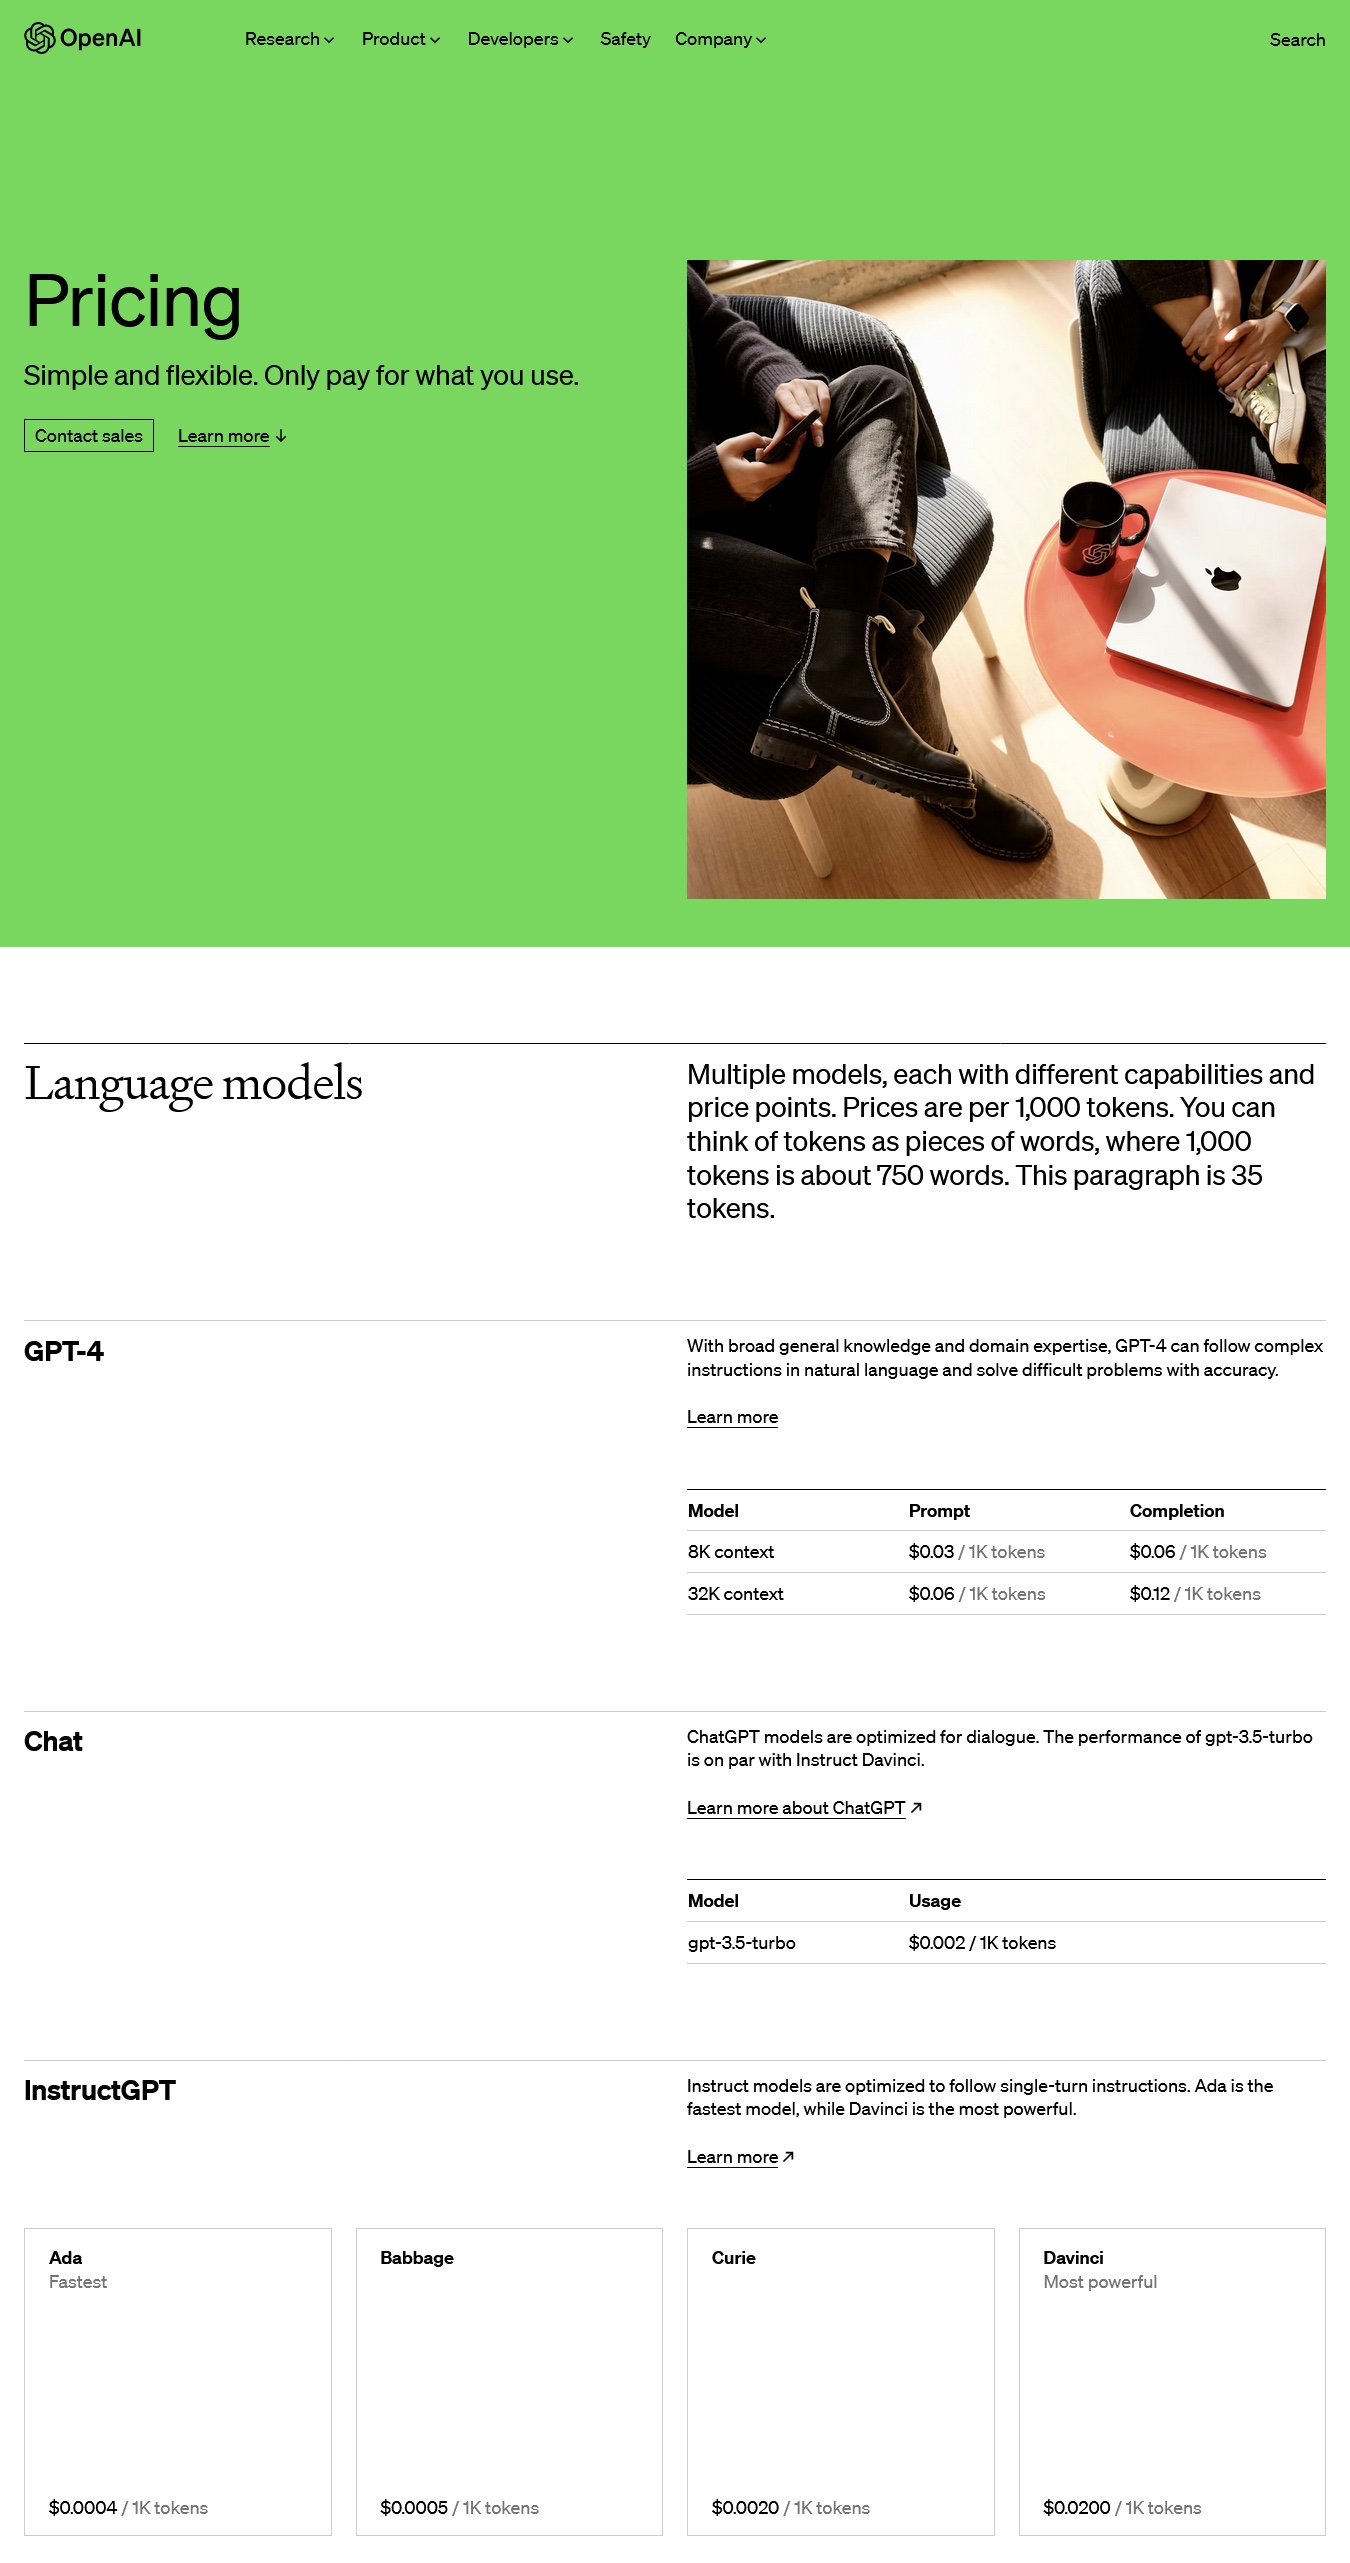 OpenAI
Research
Product
Developers
Safety
Company
Search
Pricing
Simple and flexible. Only pay for what you use.
Contact sales
Learn more
Language models
Multiple models, each with different capabilities and
price points. Prices are per 1,000 tokens. You can
think of tokens as pieces of words, where 1,000
tokens is about 750 words. This paragraph is 35
tokens.
GPT-4
With broad general knowledge and domain expertise, GPT-4 can follow complex
instructions in natural language and solve difficult problems with accuracy.
Learn more
Model Prompt Completion
8K context $0.03 / 1K tokens $0.06 / 1K tokens
32K context $0.06 / 1K tokens $0.12 / 1K tokens
Chat
ChatGPT models are optimized for dialogue. The performance of gpt-3.5-turbo
is on par with Instruct Davinci.
Learn more about ChatGPT
Model Usage
gpt-3.5-turbo $0.002 / 1K tokens
InstructGPT
Instruct models are optimized to follow single-turn instructions. Ada is the
fastest model, while Davinci is the most powerful.
Learn more
Ada
Fastest
$0.0004 / 1K tokens
Babbage
$0.0005 / 1K tokens
Curie
$0.0020 / 1K tokens
Davinci
Most powerful
$0.0200 / 1K tokens